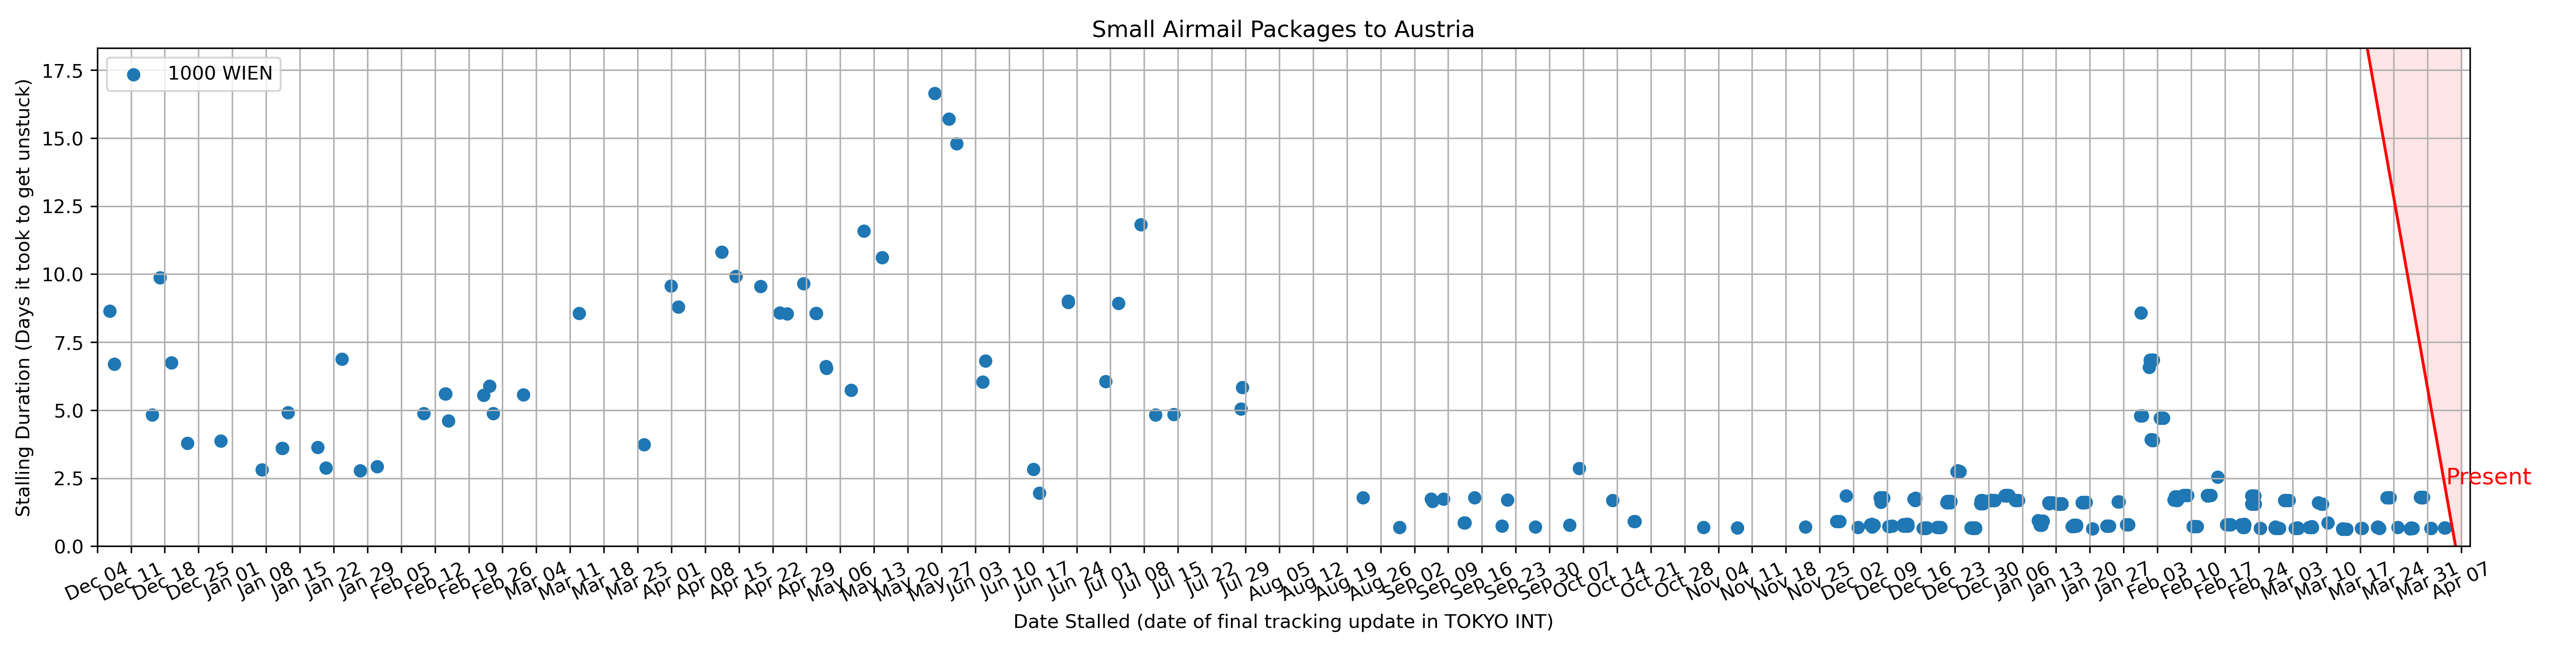 Small Airmail Packages to Austria
1000 WIEN
Stalling Duration (Days it took to get unstuck)
17.5
15.0
12.5
10.0
7.5
5.0
2.5
0.0
Present
Dec 04
Dec 11
Dec 18
Dec 25
Jan 01
Jan 08
Jan 15
Jan 22
Jan 29
Feb 05
Feb 12
Feb 19
Feb 26
Mar 04
Mar 11
Mar 18
Mar 25
Apr 01
Apr 08
Apr 15
Apr 22
Apr 29
May 06
May 13
May 20
May 27
Jun 03
Jun 10
Jun 17
Jun 24
Jul 01
Jul 08
Jul 15
Jul 22
Jul 29
Aug 05
Aug 12
Aug 19
Aug 26
Sep 02
Sep 09
Sep 16
Sep 23
Sep 30
Oct 07
Oct 14
Oct 21
Oct 28
Nov 04
Nov 11
Nov 18
Nov 25
Dec 02
Dec 09
Dec 16
Dec 23
Dec 30
Jan 06
Jan 13
Jan 20
Jan 27
Feb 03
Feb 10
Feb 17
Feb 24
Mar 03
Mar 10
Mar 17
Mar 24
Mar 31
Apr 07
Date Stalled (date of final tracking update in TOKYO INT)